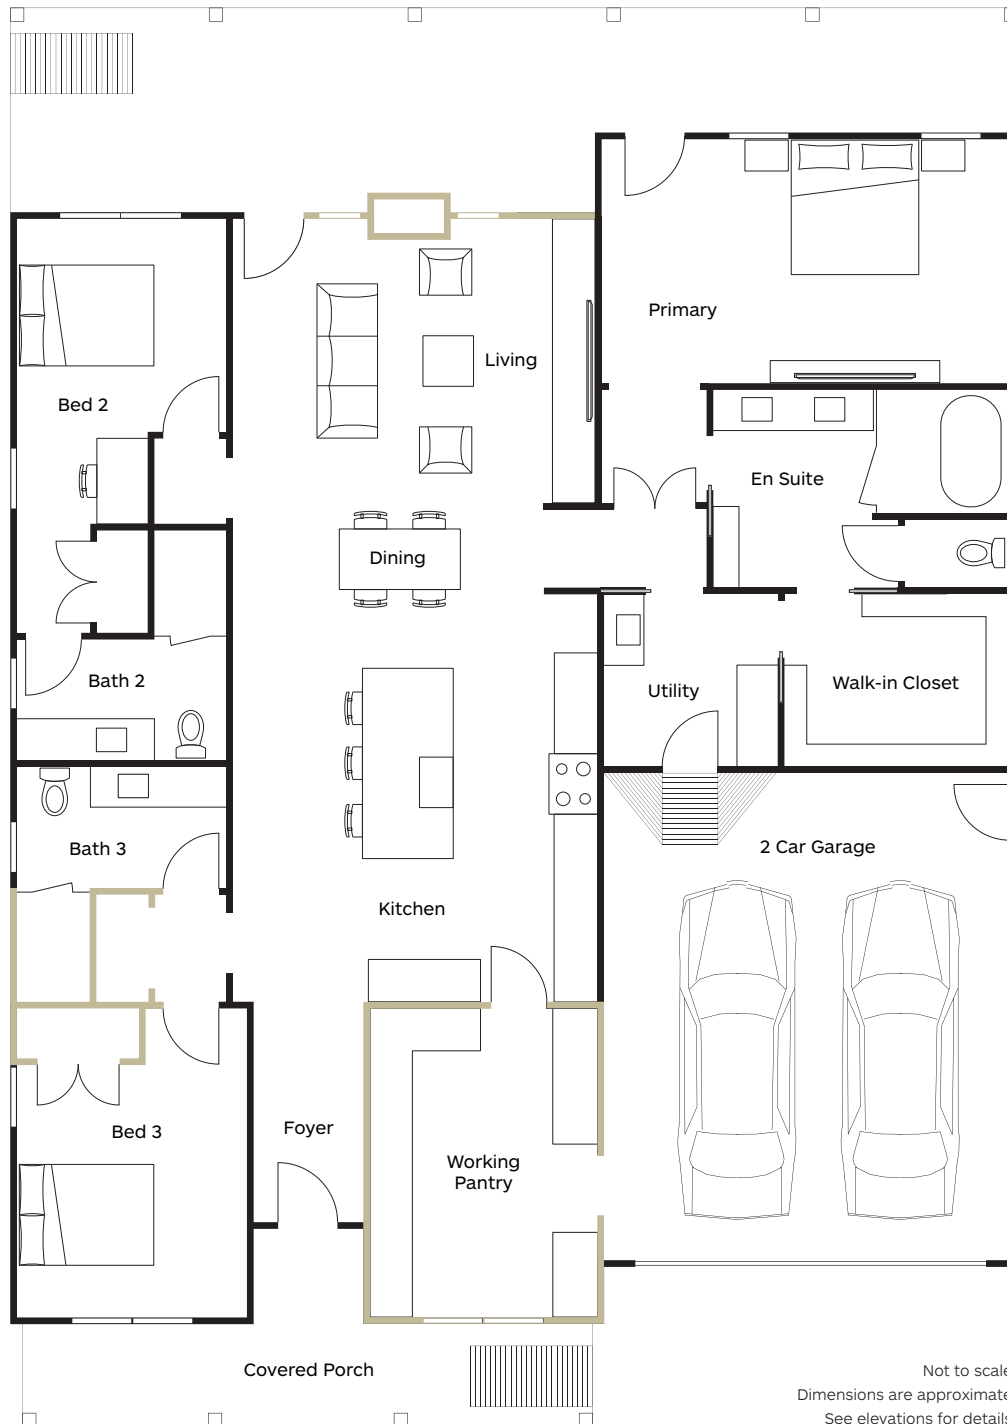 Primary
Living
Bed 2
En Suite
Dining
Bath 2
Utility
Walk-in Closet
Bath 3
2 Car Garage
Kitchen
Foyer
Bed 3
Working
Pantry
Covered Porch
Not to scale
Dimensions are approximate
See elevations for details